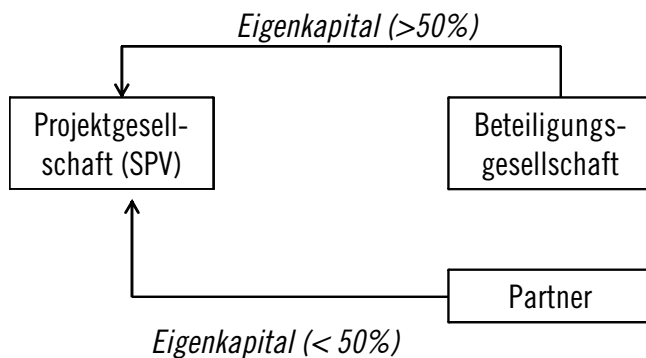 Eigenkapital (>50%)
Projektgesell-
schaft (SPV)
Beteiligungs-
gesellschaft
Partner
Eigenkapital (< 50%)